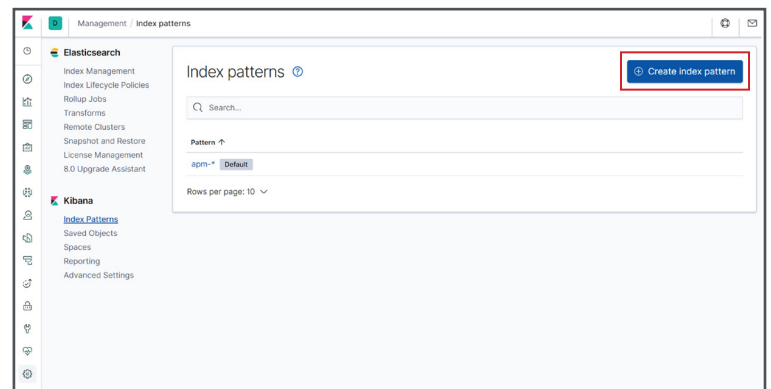 D Management / Index patterns
Elasticsearch
Index Management
Index Lifecycle Policies
Rollup Jobs
Transforms
Remote Clusters
Snapshot and Restore
License Management
8.0 Upgrade Assistant
Kibana
Index Patterns
Saved Objects
Spaces
Reporting
Advanced Settings
Index patterns
Create index pattern
Search...
Pattern ↑
apm-* Default
Rows per page: 10